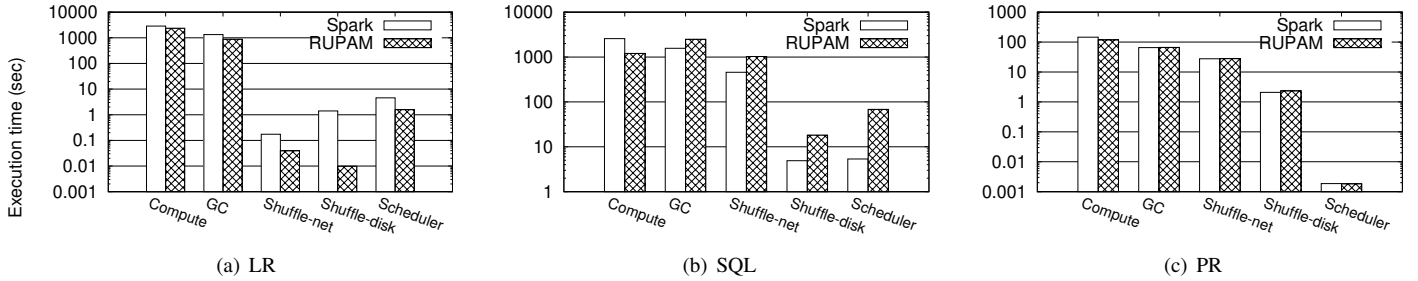 Execution time (sec)
10000
1000
100
10
1
0.1
0.01
0.001
Spark
RUPAM
Compute
GC
Shuffle-net
Shuffle-disk
Scheduler
(a) LR
10000
1000
100
10
1
Spark
RUPAM
Compute
GC
Shuffle-net
Shuffle-disk
Scheduler
(b) SQL
1000
100
10
1
0.1
0.01
0.001
Spark
RUPAM
Compute
GC
Shuffle-net
Shuffle-disk
Scheduler
(c) PR